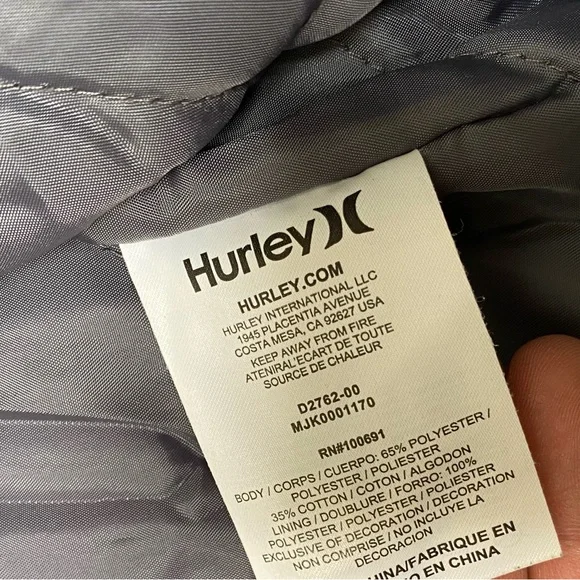 Hurley
HURLEY.COM
HURLEY INTERNATIONAL LLC
1945 PLACENTIA AVENUE
COSTA MESA, CA 92627 USA
KEEP AWAY FROM FIRE
ATENIRAL'ECART DE TOUTE
SOURCE DE CHALEUR
D2762-00
MJK0001170
RN#100691
BODY / CORPS / CUERPO: 65% POLYESTER /
POLYESTER / POLIESTER
35% COTTON / COTON / ALGODON
LINING / DOUBLURE / FORRO: 100%
POLYESTER / POLYESTER / POLIESTER
EXCLUSIVE OF DECORATION / DECORATION
NON COMPRISE / NO INCLUYE LA
DECORACION
CHINA/FABRIQUE EN
EN CHINA